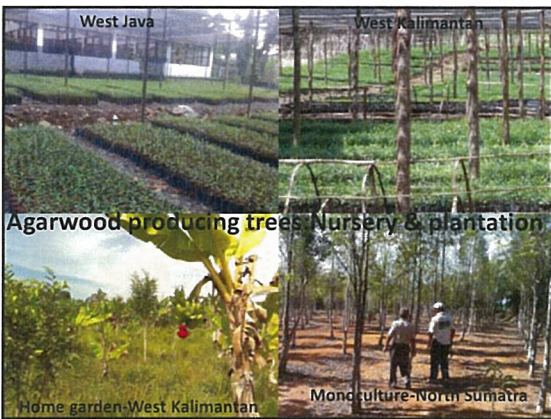 West Java
West Kalimantan
Agarwood producing trees Nursery & plantation
Home garden-West Kalimantan
Monoculture-North Sumatra